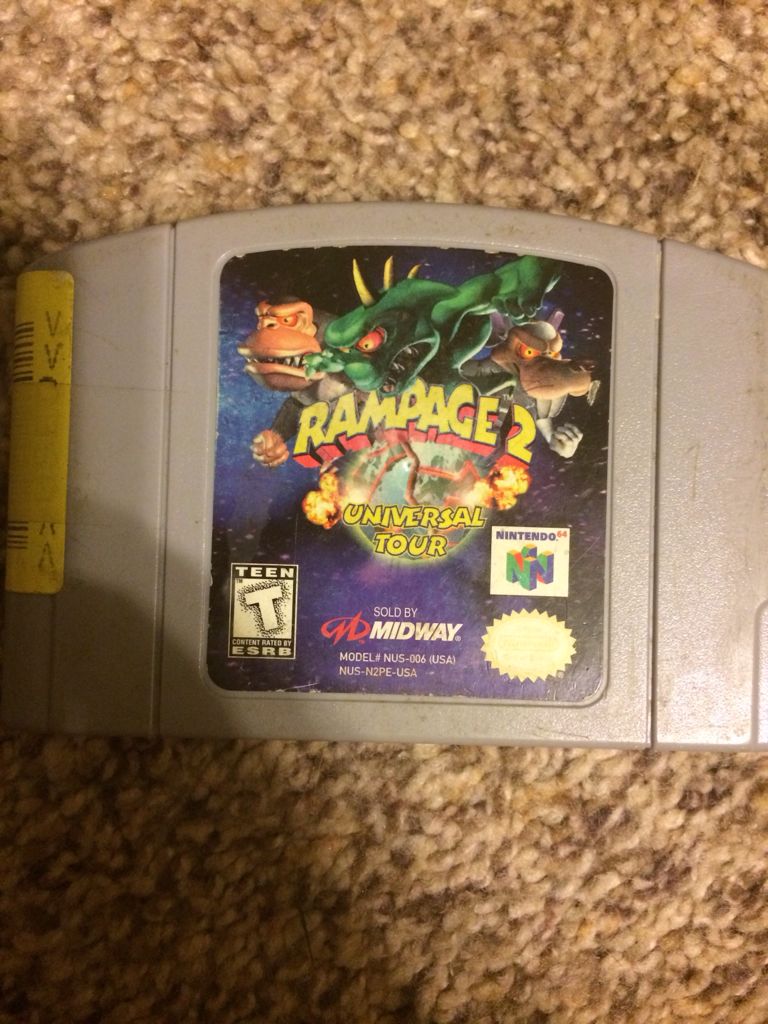 RAMPAGE 2
TM
UNIVERSAL
TOUR
NINTENDO 64
TEEN
T
CONTENT RATED BY
ESRB
SOLD BY
MIDWAY®
MODEL# NUS-006 (USA)
NUS-N2PE-USA